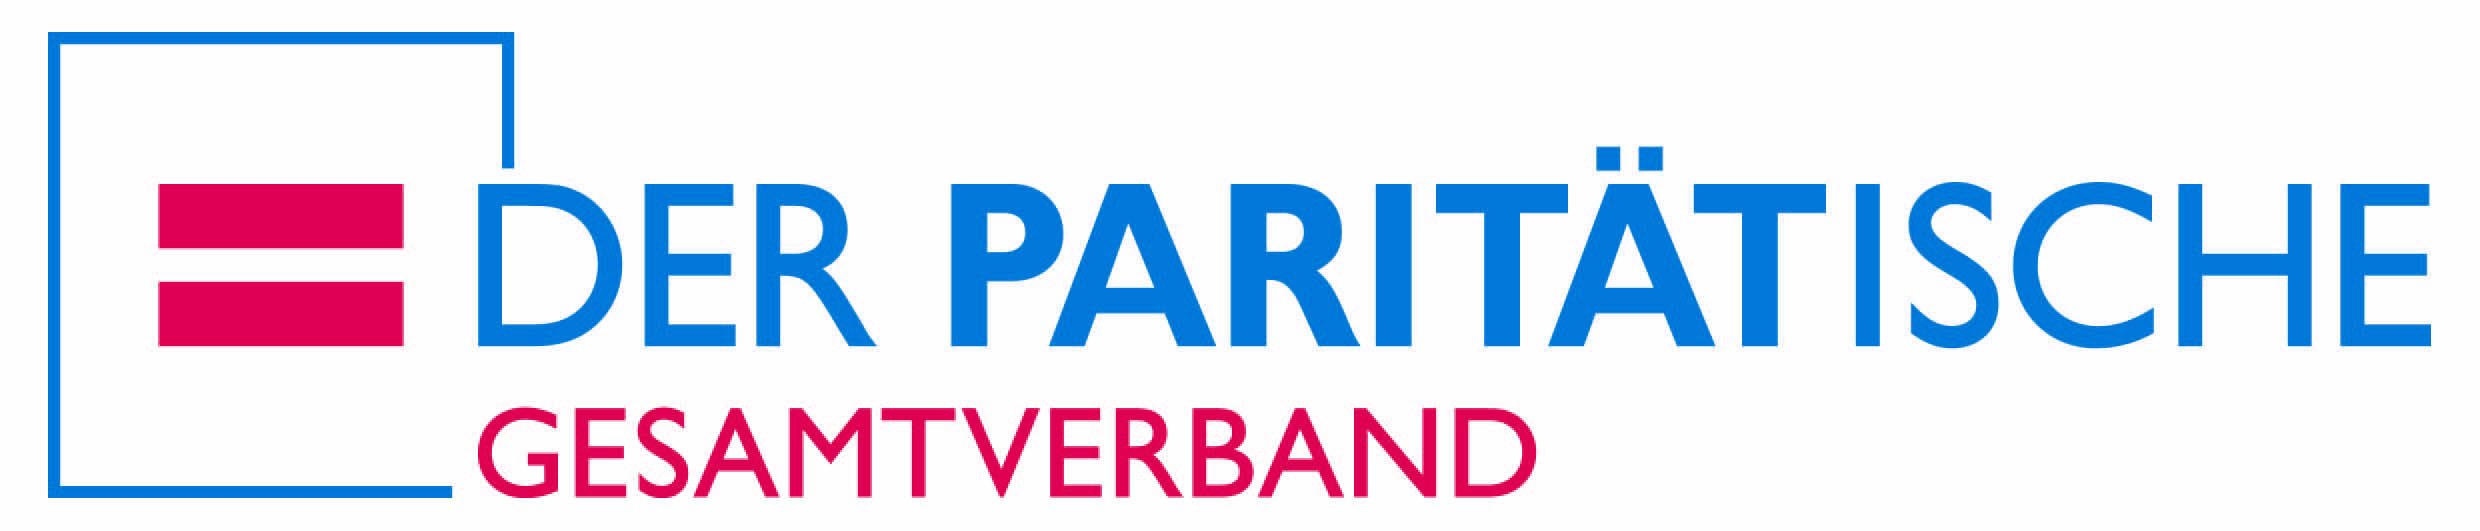 DER PARITÄTISCHE
GESAMTVERBAND